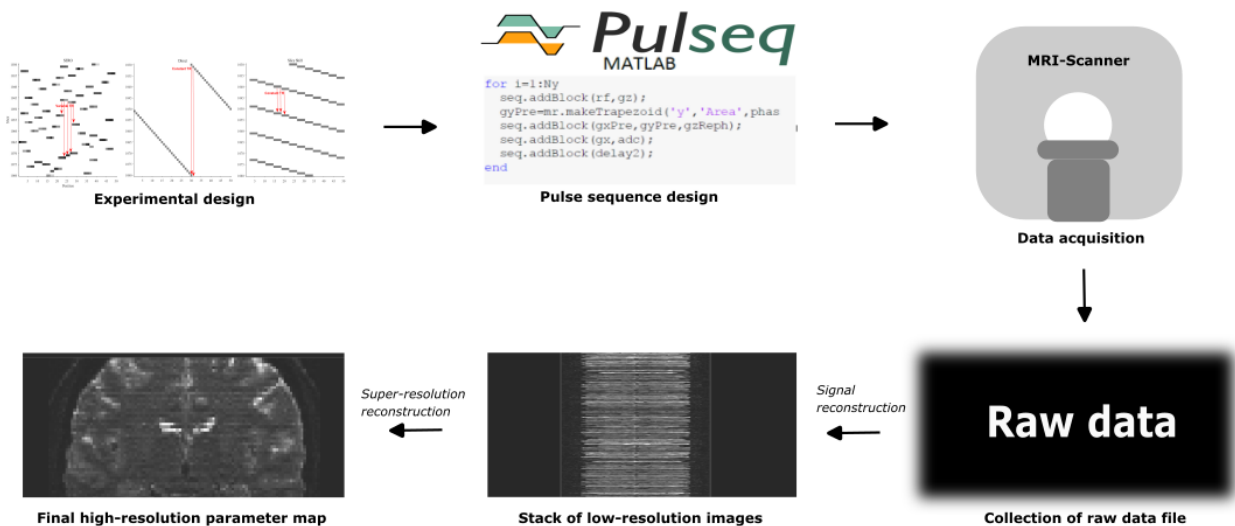 Pulseq
MATLAB
for i=1:Ny
seq.addBlock(rf,gz);
gyPre=mr.makeTrapezoid('y','Area',phas
seq.addBlock(gxPre,gyPre,gzReph);
seq.addBlock(gx,adc);
seq.addBlock(delay2);
end
MRI-Scanner
Experimental design
Pulse sequence design
Data acquisition
Super-resolution
reconstruction
Signal
reconstruction
Raw data
Final high-resolution parameter map
Stack of low-resolution images
Collection of raw data file